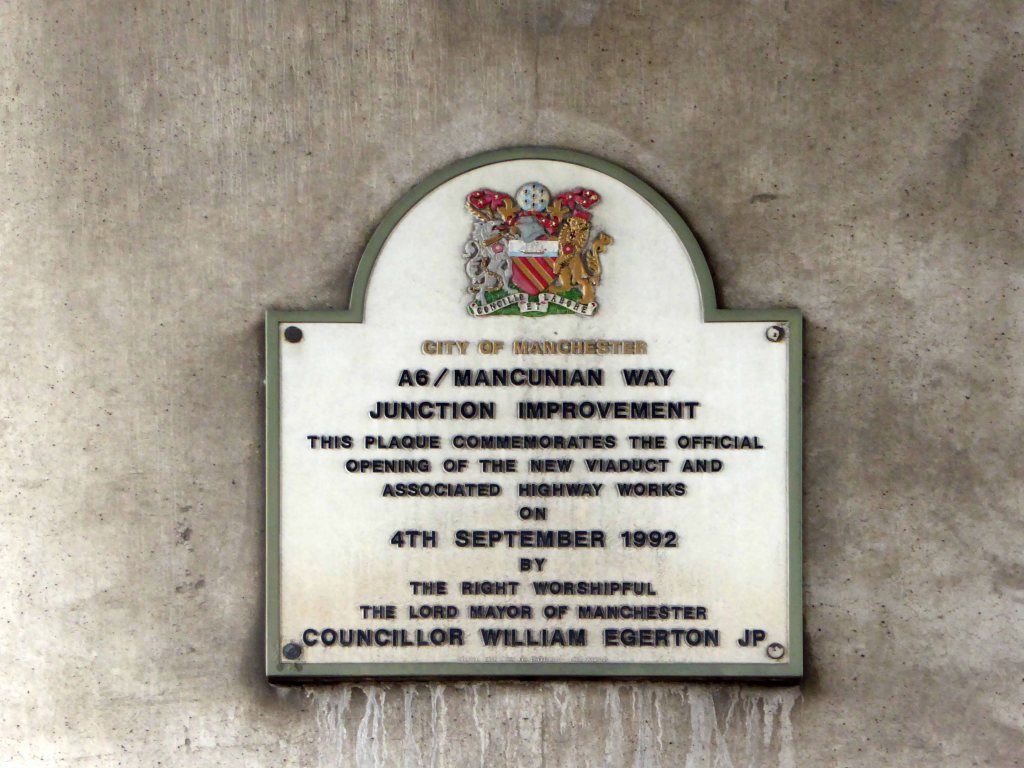 CONCILIO ET LABORE
CITY OF MANCHESTER
A6/MANCUNIAN WAY
JUNCTION IMPROVEMENT
THIS PLAQUE COMMEMORATES THE OFFICIAL
OPENING OF THE NEW VIADUCT AND
ASSOCIATED HIGHWAY WORKS
ON
4TH SEPTEMBER 1992
BY
THE RIGHT WORSHIPFUL
THE LORD MAYOR OF MANCHESTER
COUNCILLOR WILLIAM EGERTON JP